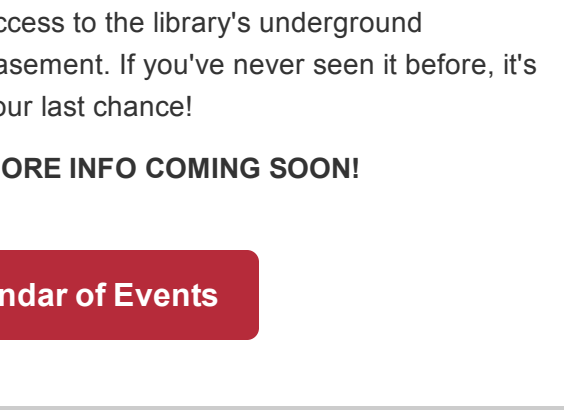 ccess to the library's underground
asement. If you've never seen it before, it's
our last chance!
ORE INFO COMING SOON!
ndar of Events